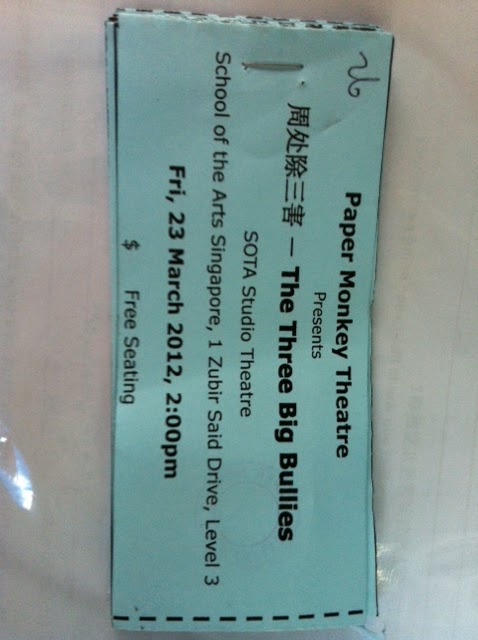 Paper Monkey Theatre
Presents
周处除三害 – The Three Big Bullies
SOTA Studio Theatre
School of the Arts Singapore, 1 Zubir Said Drive, Level 3
Fri, 23 March 2012, 2:00pm
$ Free Seating